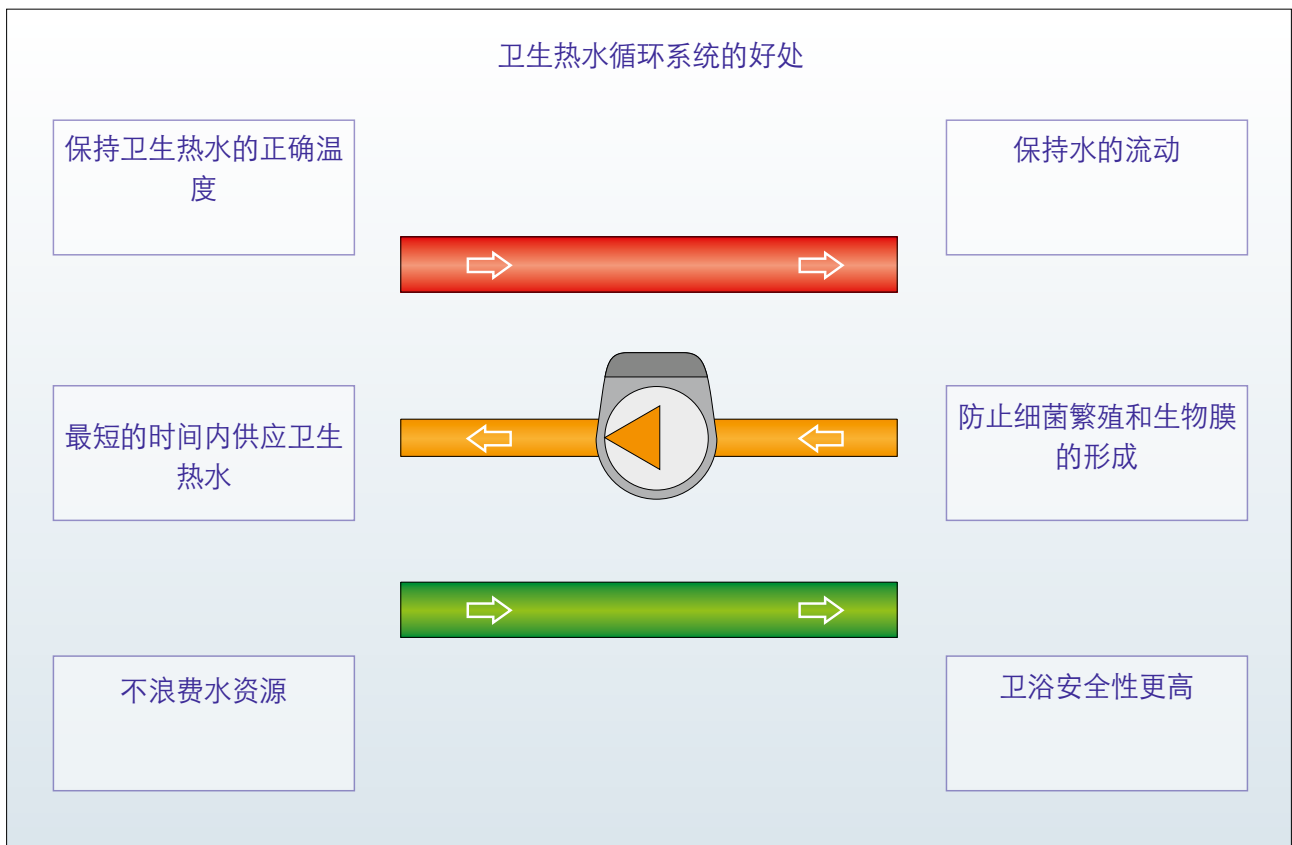 卫生热水循环系统的好处
保持卫生热水的正确温
度
保持水的流动
最短的时间内供应卫生
热水
防止细菌繁殖和生物膜
的形成
不浪费水资源
卫浴安全性更高